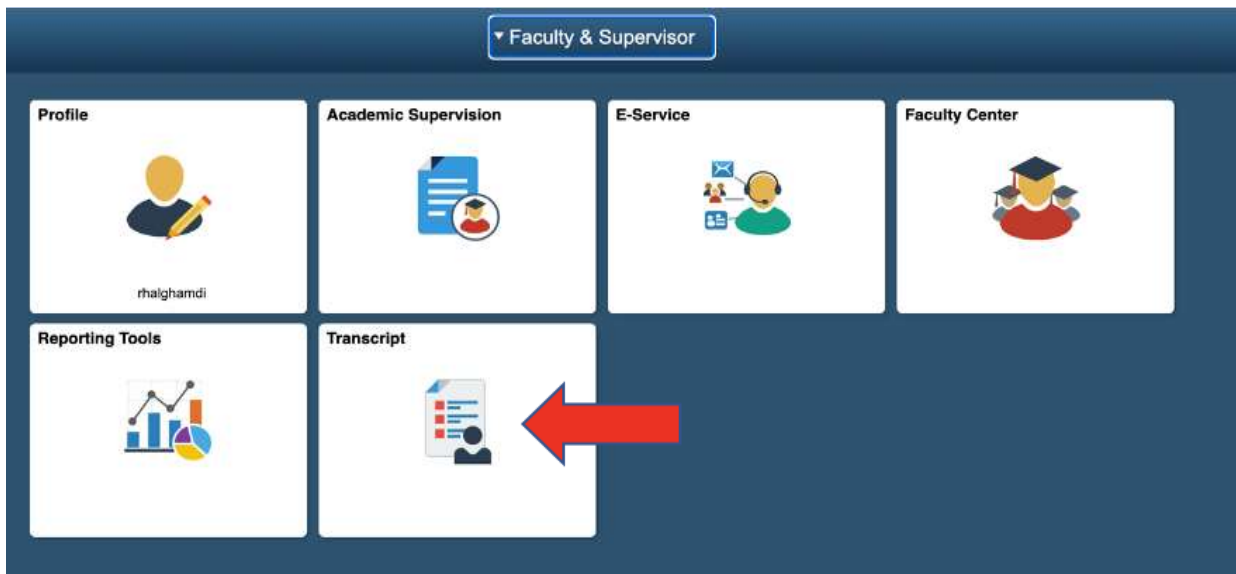 Faculty & Supervisor
Profile
Academic Supervision
E-Service
Faculty Center
rhalghamdi
Reporting Tools
Transcript